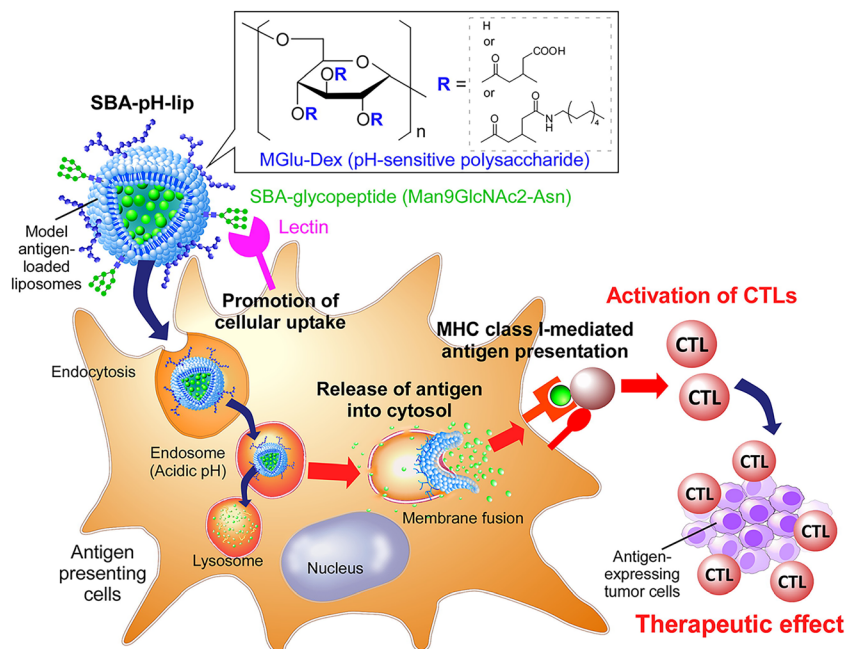 SBA-pH-lip
O
O
RO
RO
OR
O
n
R =
H
or
COOH
O
or
O
O
N
H
4
MGlu-Dex (pH-sensitive polysaccharide)
SBA-glycopeptide (Man9GlcNAc2-Asn)
Lectin
Model
antigen-
loaded
liposomes
Promotion of
cellular uptake
Endocytosis
Endosome
(Acidic pH)
Lysosome
Antigen
presenting
cells
Nucleus
Release of antigen
into cytosol
Membrane fusion
MHC class I-mediated
antigen presentation
Activation of CTLs
CTL
CTL
CTL
CTL
CTL
CTL
CTL
Antigen-
expressing
tumor cells
Therapeutic effect